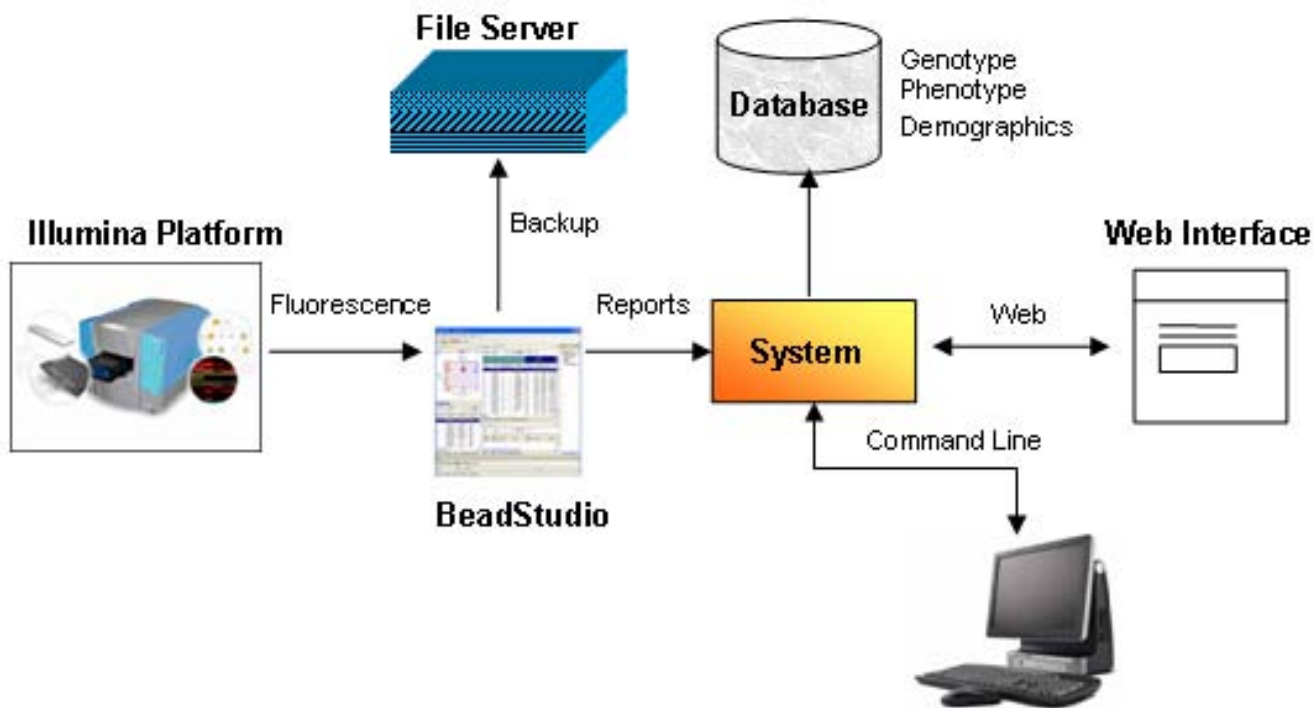 File Server
Database
Genotype
Phenotype
Demographics
Backup
Illumina Platform
Web Interface
Fluorescence
Reports
Web
System
Command Line
BeadStudio